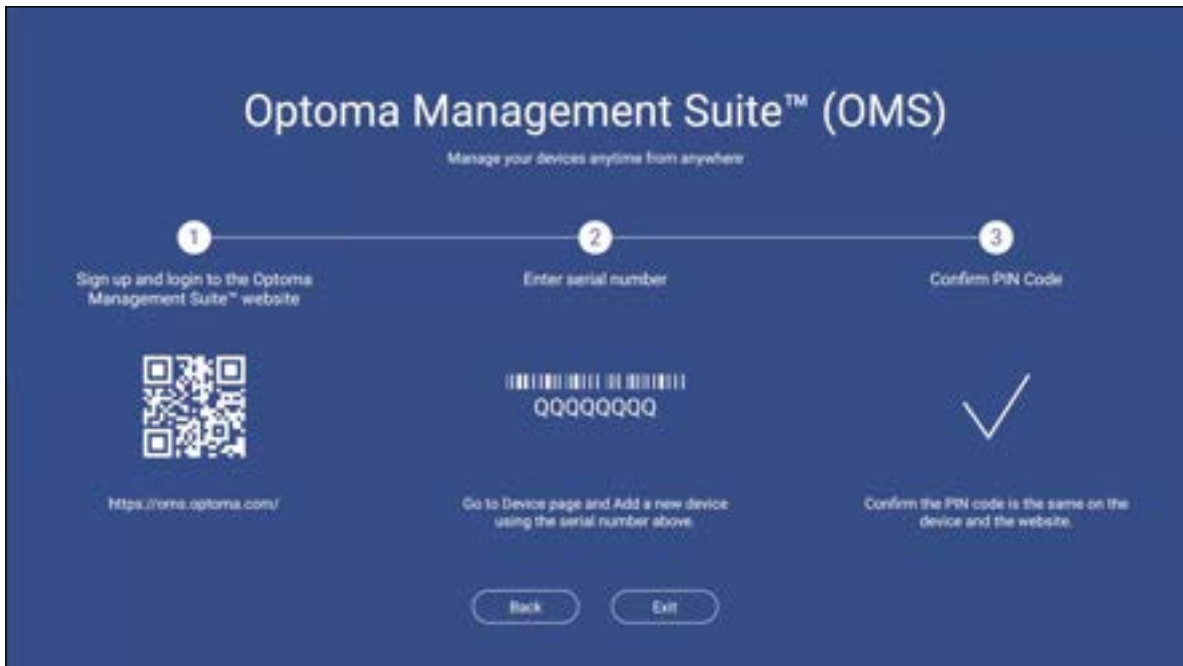 Optoma Management Suite™ (OMS)
Manage your devices anytime from anywhere
1
2
3
Sign up and login to the Optoma
Management Suite™ website
Enter serial number
Confirm PIN Code
QQQQQQQQ
https://oms.optoma.com/
Go to Device page and Add a new device
using the serial number above.
Confirm the PIN code is the same on the
device and the website.
Back
Exit